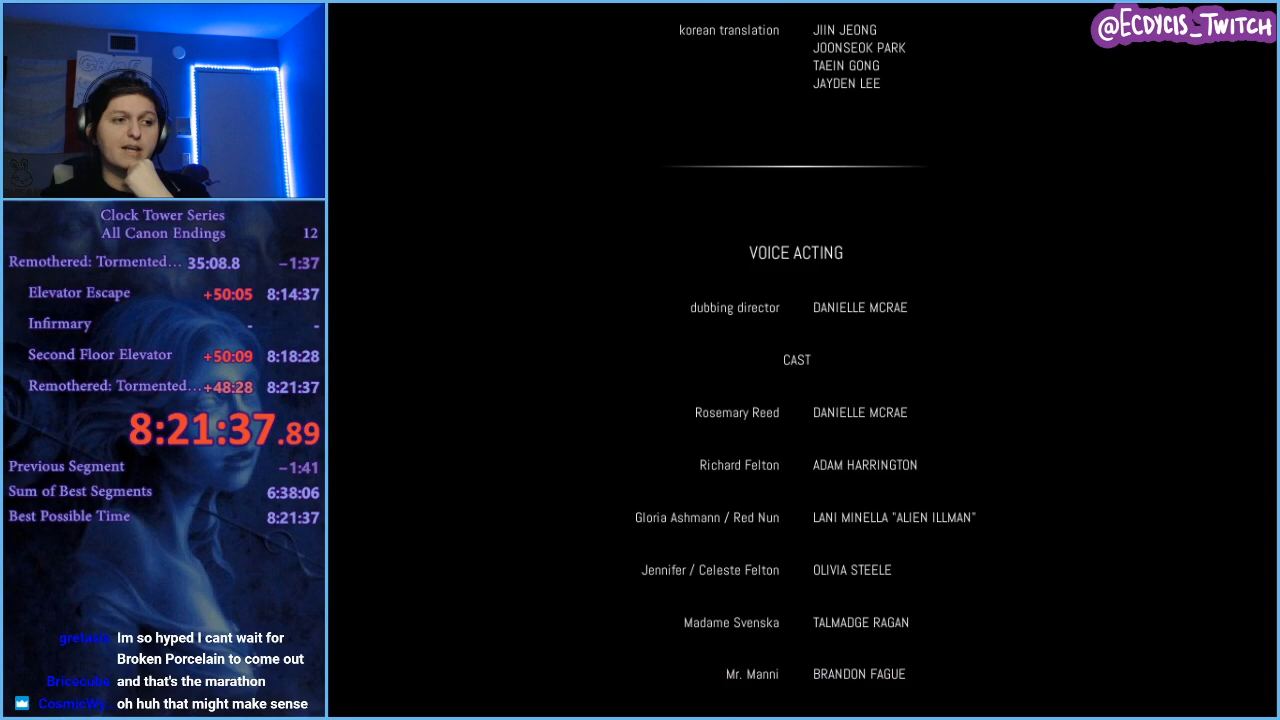 @ECDYCIS_TWITCH
Clock Tower Series
All Canon Endings 12
Remothered: Tormented… 35:08.8 −1:37
Elevator Escape +50:05 8:14:37
Infirmary - -
Second Floor Elevator +50:09 8:18:28
Remothered: Tormented… +48:28 8:21:37
8:21:37.89
Previous Segment −1:41
Sum of Best Segments 6:38:06
Best Possible Time 8:21:37
Im so hyped I cant wait for
Broken Porcelain to come out
Bricecube and that's the marathon
oh huh that might make sense
korean translation JIIN JEONG
JOONSEOK PARK
TAEIN GONG
JAYDEN LEE
VOICE ACTING
dubbing director DANIELLE MCRAE
CAST
Rosemary Reed DANIELLE MCRAE
Richard Felton ADAM HARRINGTON
Gloria Ashmann / Red Nun LANI MINELLA "ALIEN ILLMAN"
Jennifer / Celeste Felton OLIVIA STEELE
Madame Svenska TALMADGE RAGAN
Mr. Manni BRANDON FAGUE